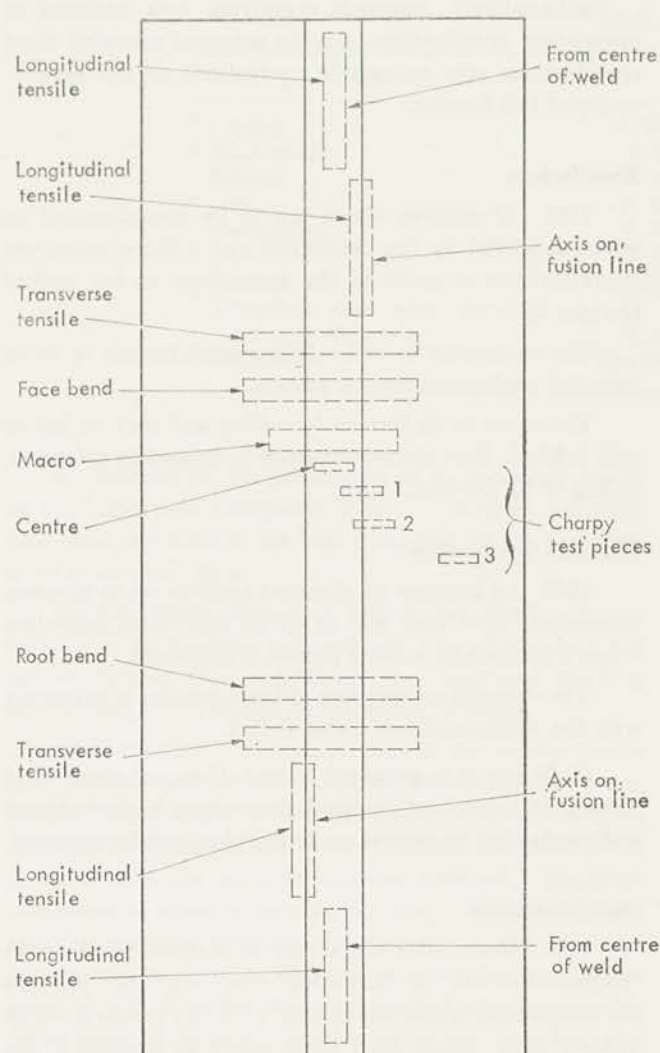 Longitudinal
tensile
From centre
of.weld
Longitudinal
tensile
Axis on,
fusion line
Transverse
tensile
Face bend
Macro
1
Centre
2
Charpy
test pieces
3
Root bend
Transverse
tensile
Axis on.
fusion line
Longitudinal
tensile
Longitudinal
tensile
From centre
of weld